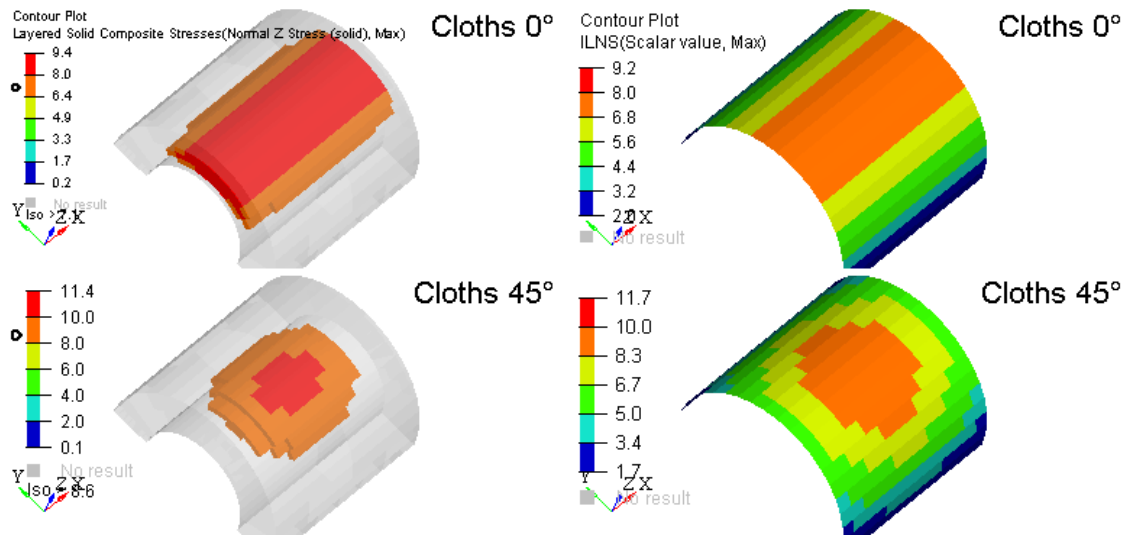 Contour Plot
Layered Solid Composite Stresses(Normal Z Stress (solid), Max)
Cloths 0°
9.4
8.0
6.4
4.9
3.3
1.7
0.2
No result
Iso >
Y
Z X
Contour Plot
ILNS(Scalar value, Max)
Cloths 0°
9.2
8.0
6.8
5.6
4.4
3.2
No result
Y
Z X
Cloths 45°
11.4
10.0
8.0
6.0
4.0
2.0
0.1
No result
Y
Z X
Iso
8.6
Cloths 45°
11.7
10.0
8.3
6.7
5.0
3.4
1.7
No result
Y
Z X